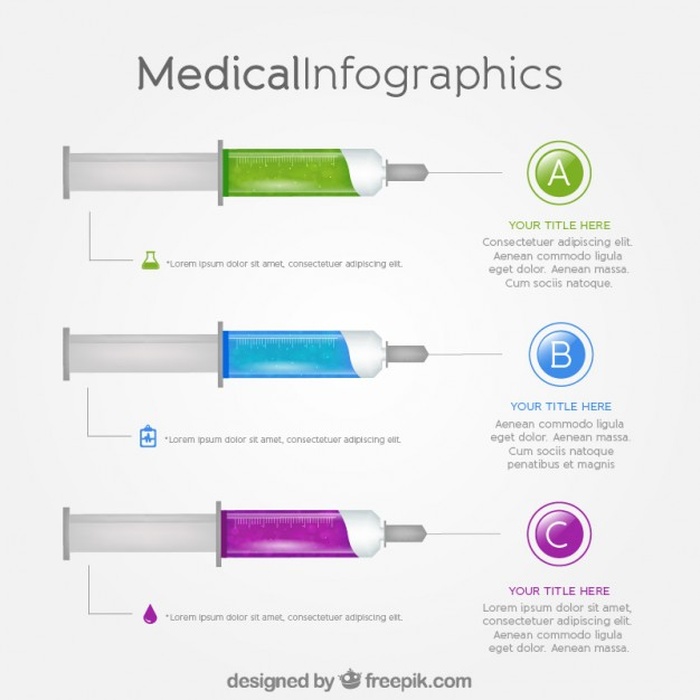 MedicalInfographics
A
YOUR TITLE HERE
Consectetuer adipiscing elit.
Aenean commodo ligula
eget dolor. Aenean massa.
Cum sociis natoque.
*Lorem ipsum dolor sit amet, consectetuer adipiscing elit.
B
YOUR TITLE HERE
Aenean commodo ligula
eget dolor. Aenean massa.
Cum sociis natoque
penatibus et magnis
*Lorem ipsum dolor sit amet, consectetuer adipiscing elit.
C
YOUR TITLE HERE
Lorem ipsum dolor sit amet,
consectetuer adipiscing elit.
Aenean commodo ligula
eget dolor. Aenean massa.
*Lorem ipsum dolor sit amet, consectetuer adipiscing elit.
designed by freepik.com